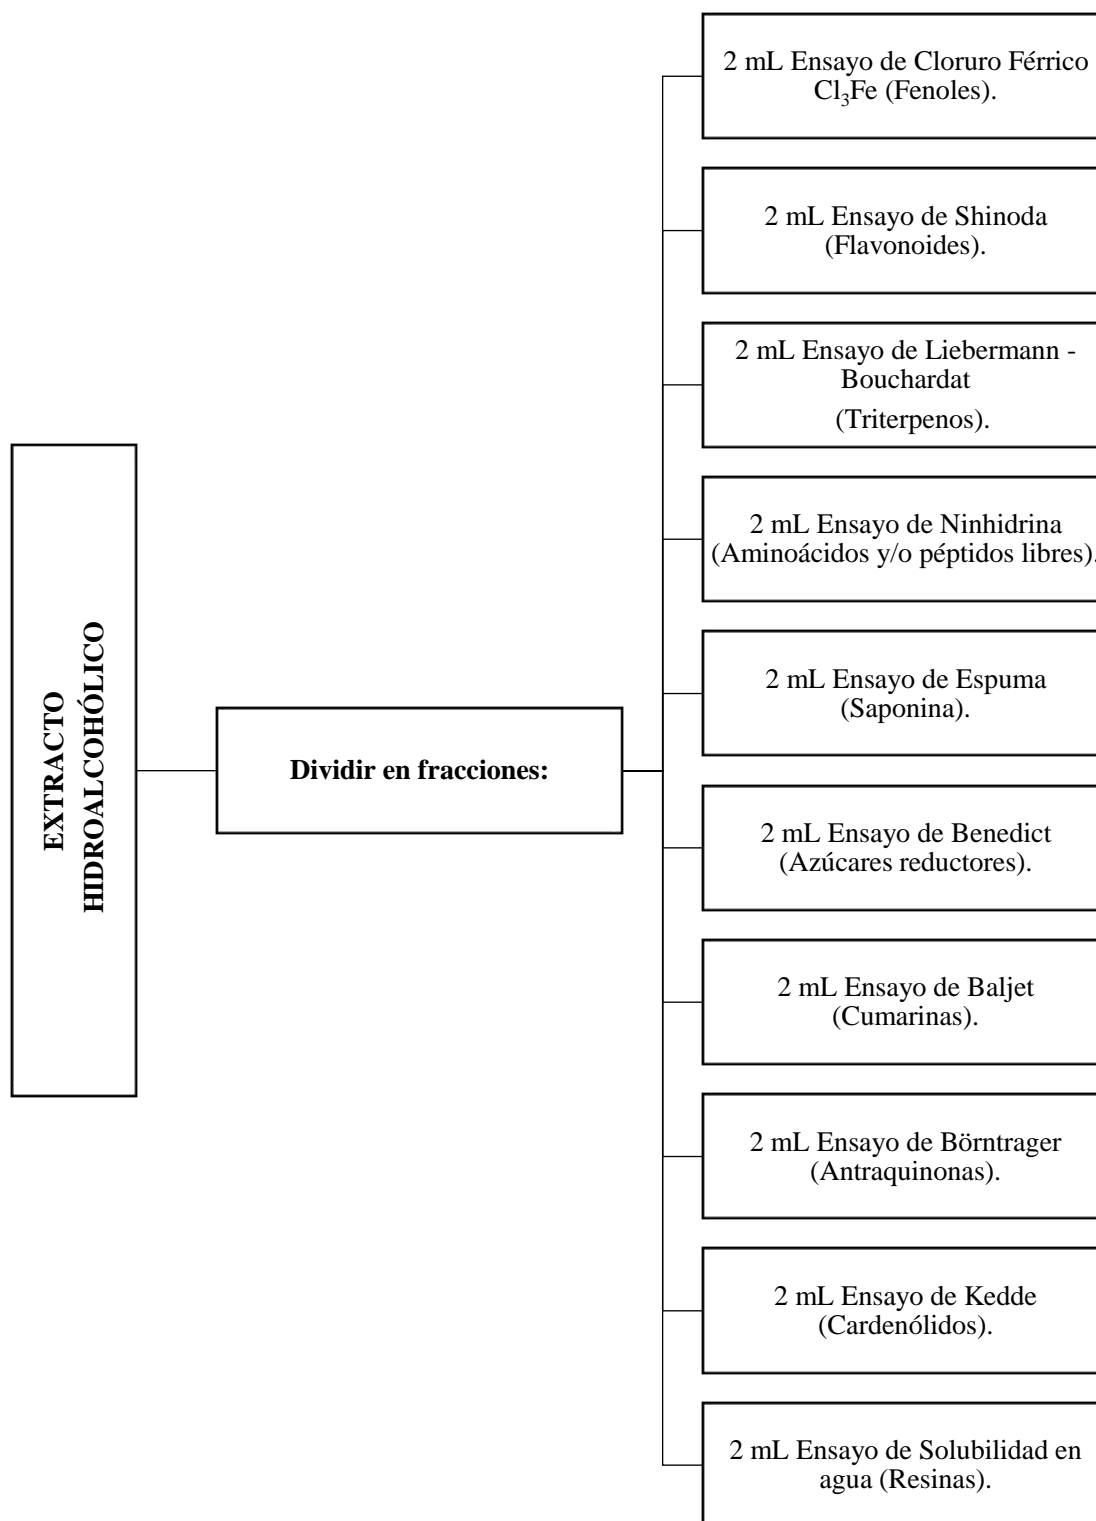 EXTRACTO
HIDROALCOHÓLICO
Dividir en fracciones:
2 mL Ensayo de Cloruro Férrico
Cl₃Fe (Fenoles).
2 mL Ensayo de Shinoda
(Flavonoides).
2 mL Ensayo de Liebermann -
Bouchardat
(Triterpenos).
2 mL Ensayo de Ninhidrina
(Aminoácidos y/o péptidos libres).
2 mL Ensayo de Espuma
(Saponina).
2 mL Ensayo de Benedict
(Azúcares reductores).
2 mL Ensayo de Baljet
(Cumarinas).
2 mL Ensayo de Börntrager
(Antraquinonas).
2 mL Ensayo de Kedde
(Cardenólidos).
2 mL Ensayo de Solubilidad en
agua (Resinas).